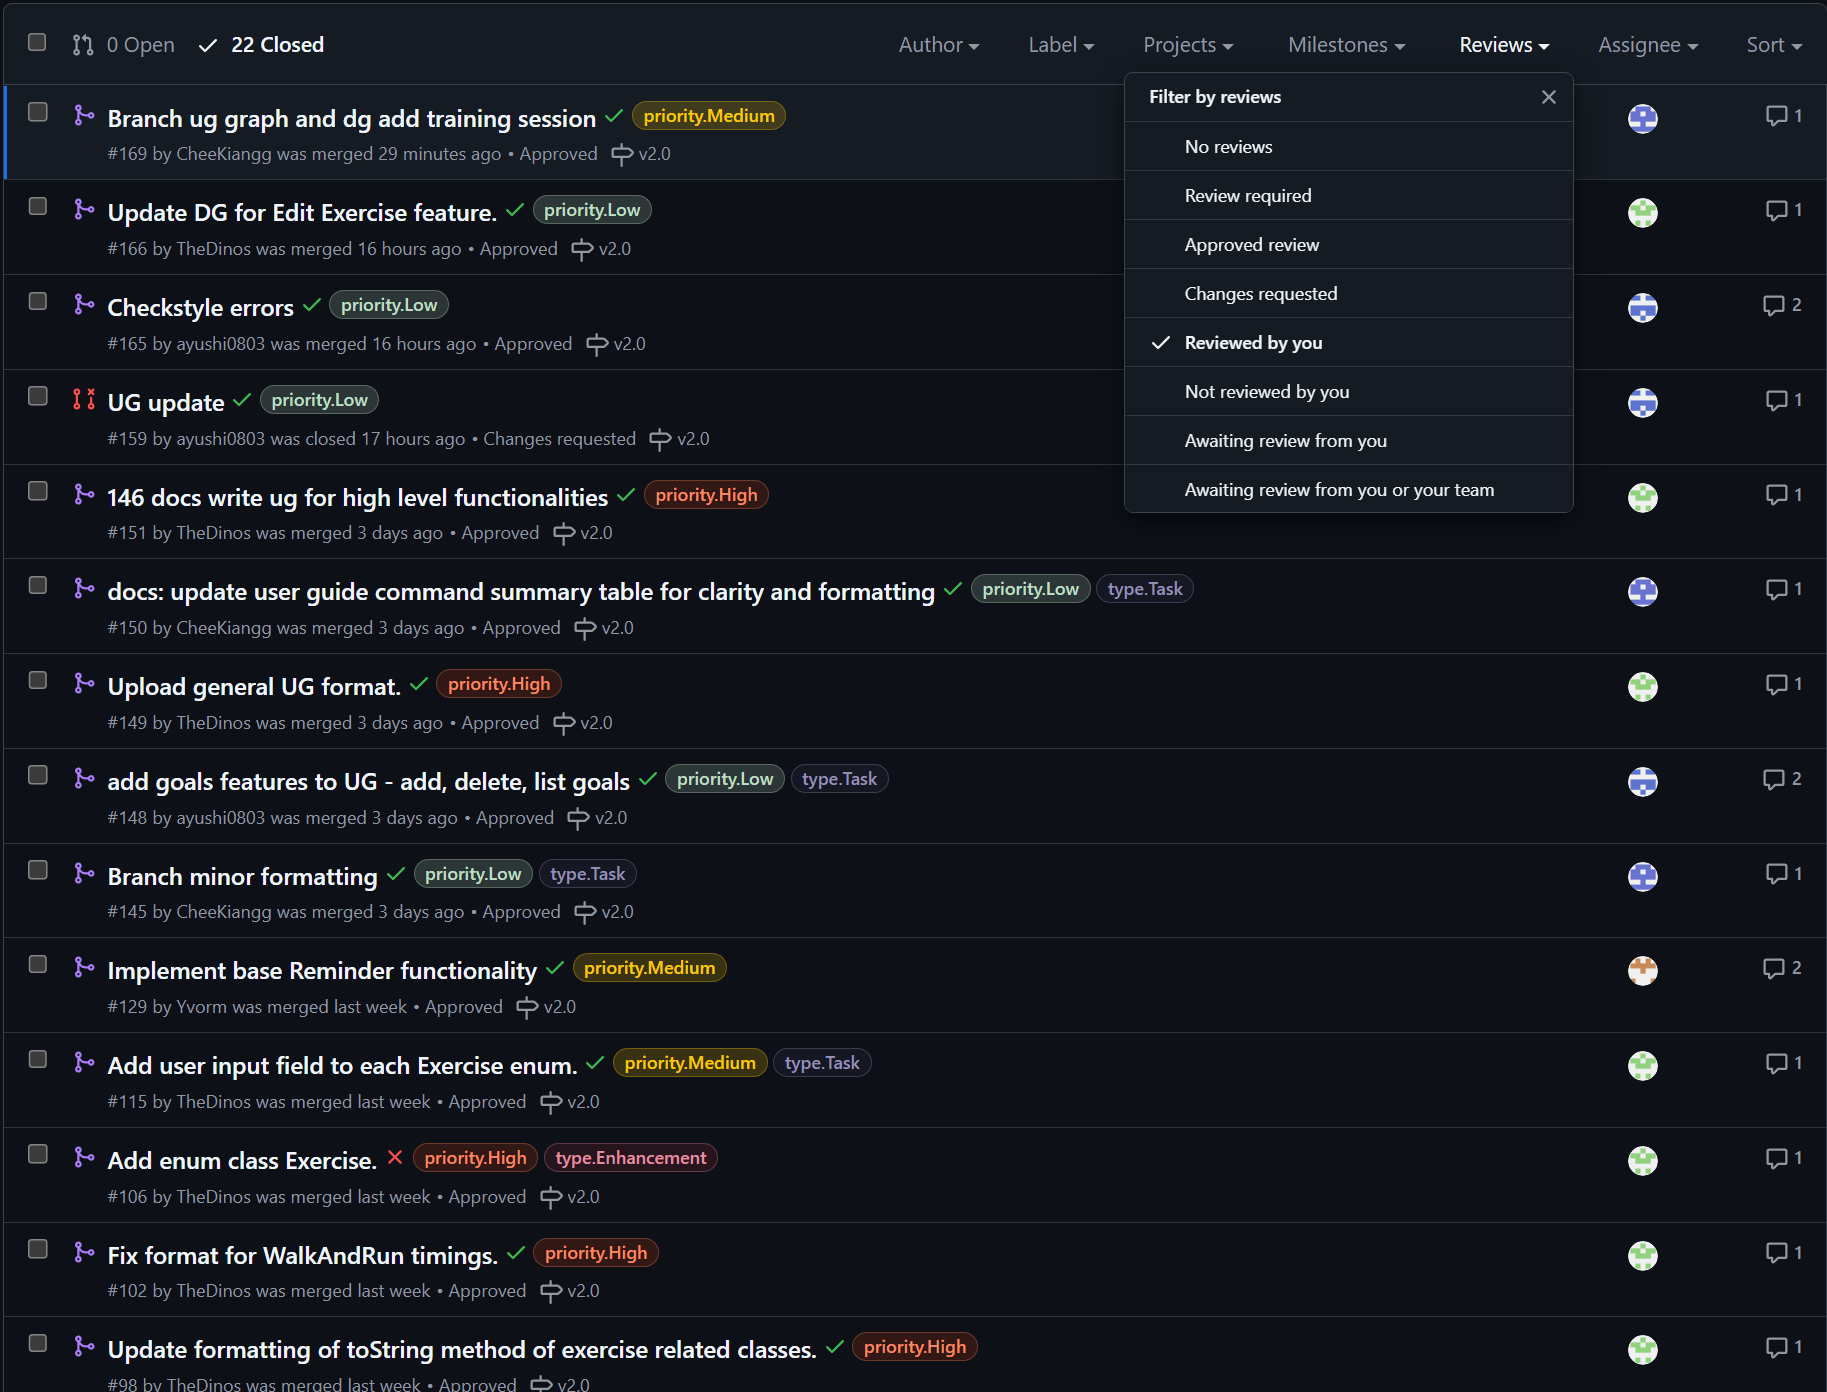 0 Open 22 Closed Author Label Projects Milestones Reviews Assignee Sort
Filter by reviews
No reviews
Review required
Approved review
Changes requested
Reviewed by you
Not reviewed by you
Awaiting review from you
Awaiting review from you or your team
Branch ug graph and dg add training session priority.Medium 1
#169 by CheeKiangg was merged 29 minutes ago • Approved v2.0
Update DG for Edit Exercise feature. priority.Low 1
#166 by TheDinos was merged 16 hours ago • Approved v2.0
Checkstyle errors priority.Low 2
#165 by ayushi0803 was merged 16 hours ago • Approved v2.0
UG update priority.Low 1
#159 by ayushi0803 was closed 17 hours ago • Changes requested v2.0
146 docs write ug for high level functionalities priority.High 1
#151 by TheDinos was merged 3 days ago • Approved v2.0
docs: update user guide command summary table for clarity and formatting priority.Low type.Task 1
#150 by CheeKiangg was merged 3 days ago • Approved v2.0
Upload general UG format. priority.High 1
#149 by TheDinos was merged 3 days ago • Approved v2.0
add goals features to UG - add, delete, list goals priority.Low type.Task 2
#148 by ayushi0803 was merged 3 days ago • Approved v2.0
Branch minor formatting priority.Low type.Task 1
#145 by CheeKiangg was merged 3 days ago • Approved v2.0
Implement base Reminder functionality priority.Medium 2
#129 by Yvorm was merged last week • Approved v2.0
Add user input field to each Exercise enum. priority.Medium type.Task 1
#115 by TheDinos was merged last week • Approved v2.0
Add enum class Exercise. priority.High type.Enhancement 1
#106 by TheDinos was merged last week • Approved v2.0
Fix format for WalkAndRun timings. priority.High 1
#102 by TheDinos was merged last week • Approved v2.0
Update formatting of toString method of exercise related classes. priority.High 1
#98 by TheDinos was merged last week • Approved v2.0